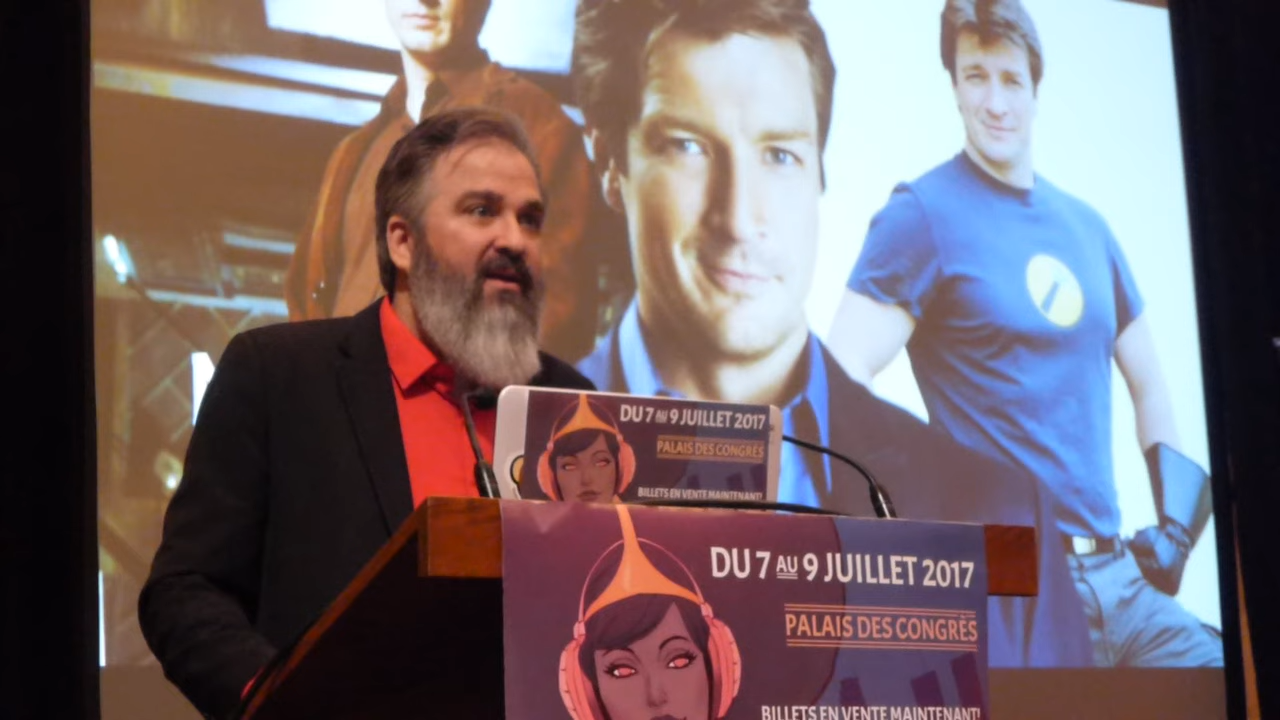 DU 7 AU 9 JUILLET 2017
PALAIS DES CONGRÈS
BILLETS EN VENTE MAINTENANT!
DU 7 AU 9 JUILLET 2017
PALAIS DES CONGRÈS
BILLETS EN VENTE MAINTENANT!